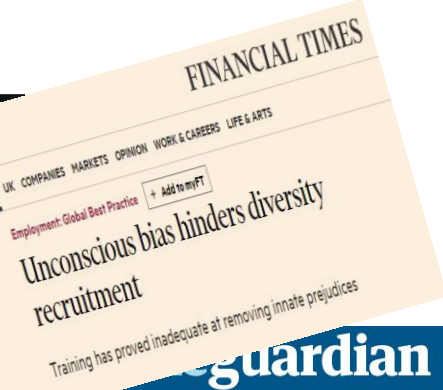 FINANCIAL TIMES
UK COMPANIES MARKETS OPINION WORK & CAREERS LIFE & ARTS
Employment: Global Best Practice + Add to myFT
Unconscious bias hinders diversity
recruitment
Training has proved inadequate at removing innate prejudices
guardian